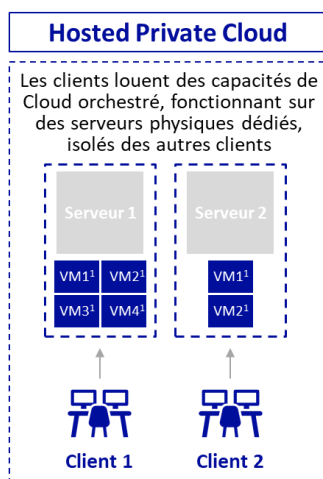 Hosted Private Cloud
Les clients louent des capacités de
Cloud orchestré, fonctionnant sur
des serveurs physiques dédiés,
isolés des autres clients
Serveur 1
Serveur 2
VM1¹ VM2¹
VM3¹ VM4¹
VM1¹
VM2¹
Client 1
Client 2